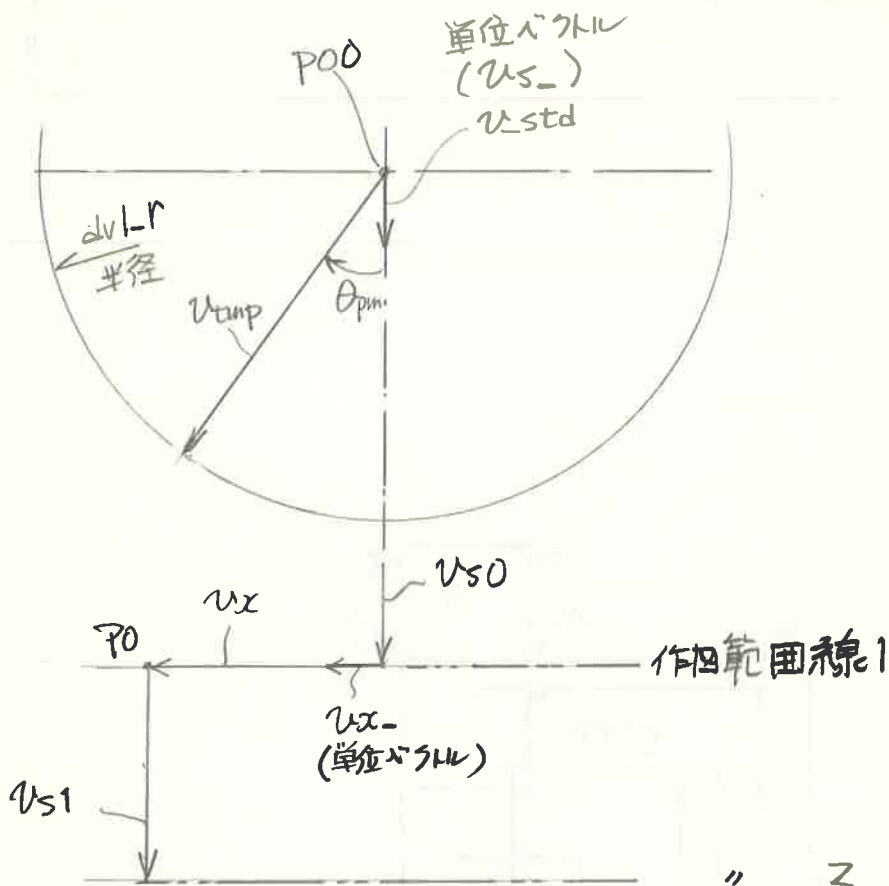 P00
単位ベクトル
(vs_)
v_std
dvl_r
半径
vtmp
θpm
vs0
vx
P0
作図範囲線1
vx_
(単位ベクトル)
vs1
〃 2